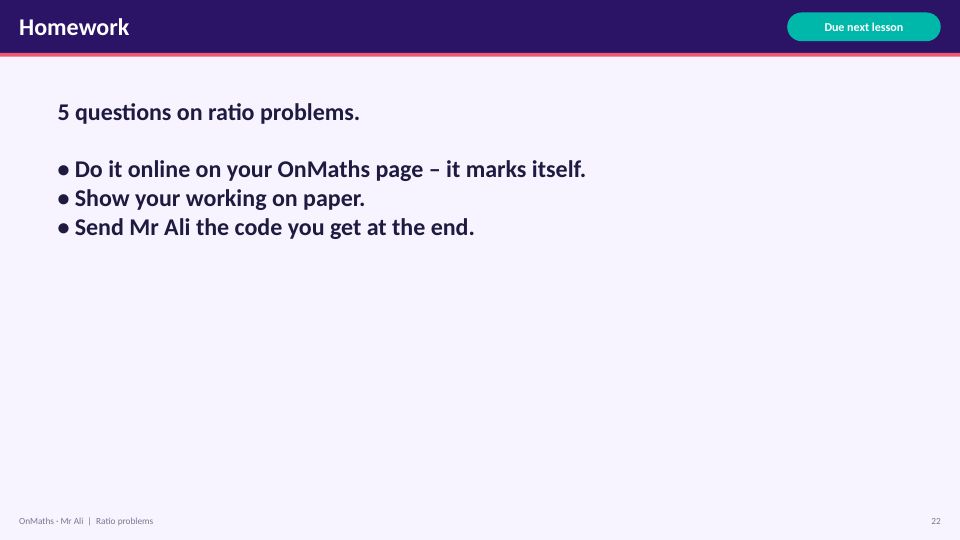 Homework
Due next lesson
5 questions on ratio problems.
● Do it online on your OnMaths page – it marks itself.
● Show your working on paper.
● Send Mr Ali the code you get at the end.
OnMaths - Mr Ali | Ratio problems
22